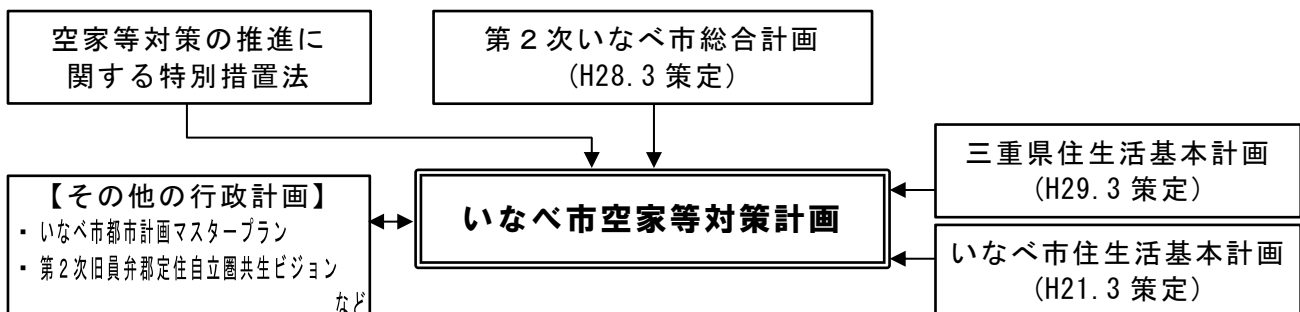 空家等対策の推進に
関する特別措置法
第２次いなべ市総合計画
(H28.3 策定)
三重県住生活基本計画
(H29.3 策定)
【その他の行政計画】
・ いなべ市都市計画マスタープラン
・ 第２次旧員弁郡定住自立圏共生ビジョン
など
いなべ市空家等対策計画
いなべ市住生活基本計画
(H21.3 策定)